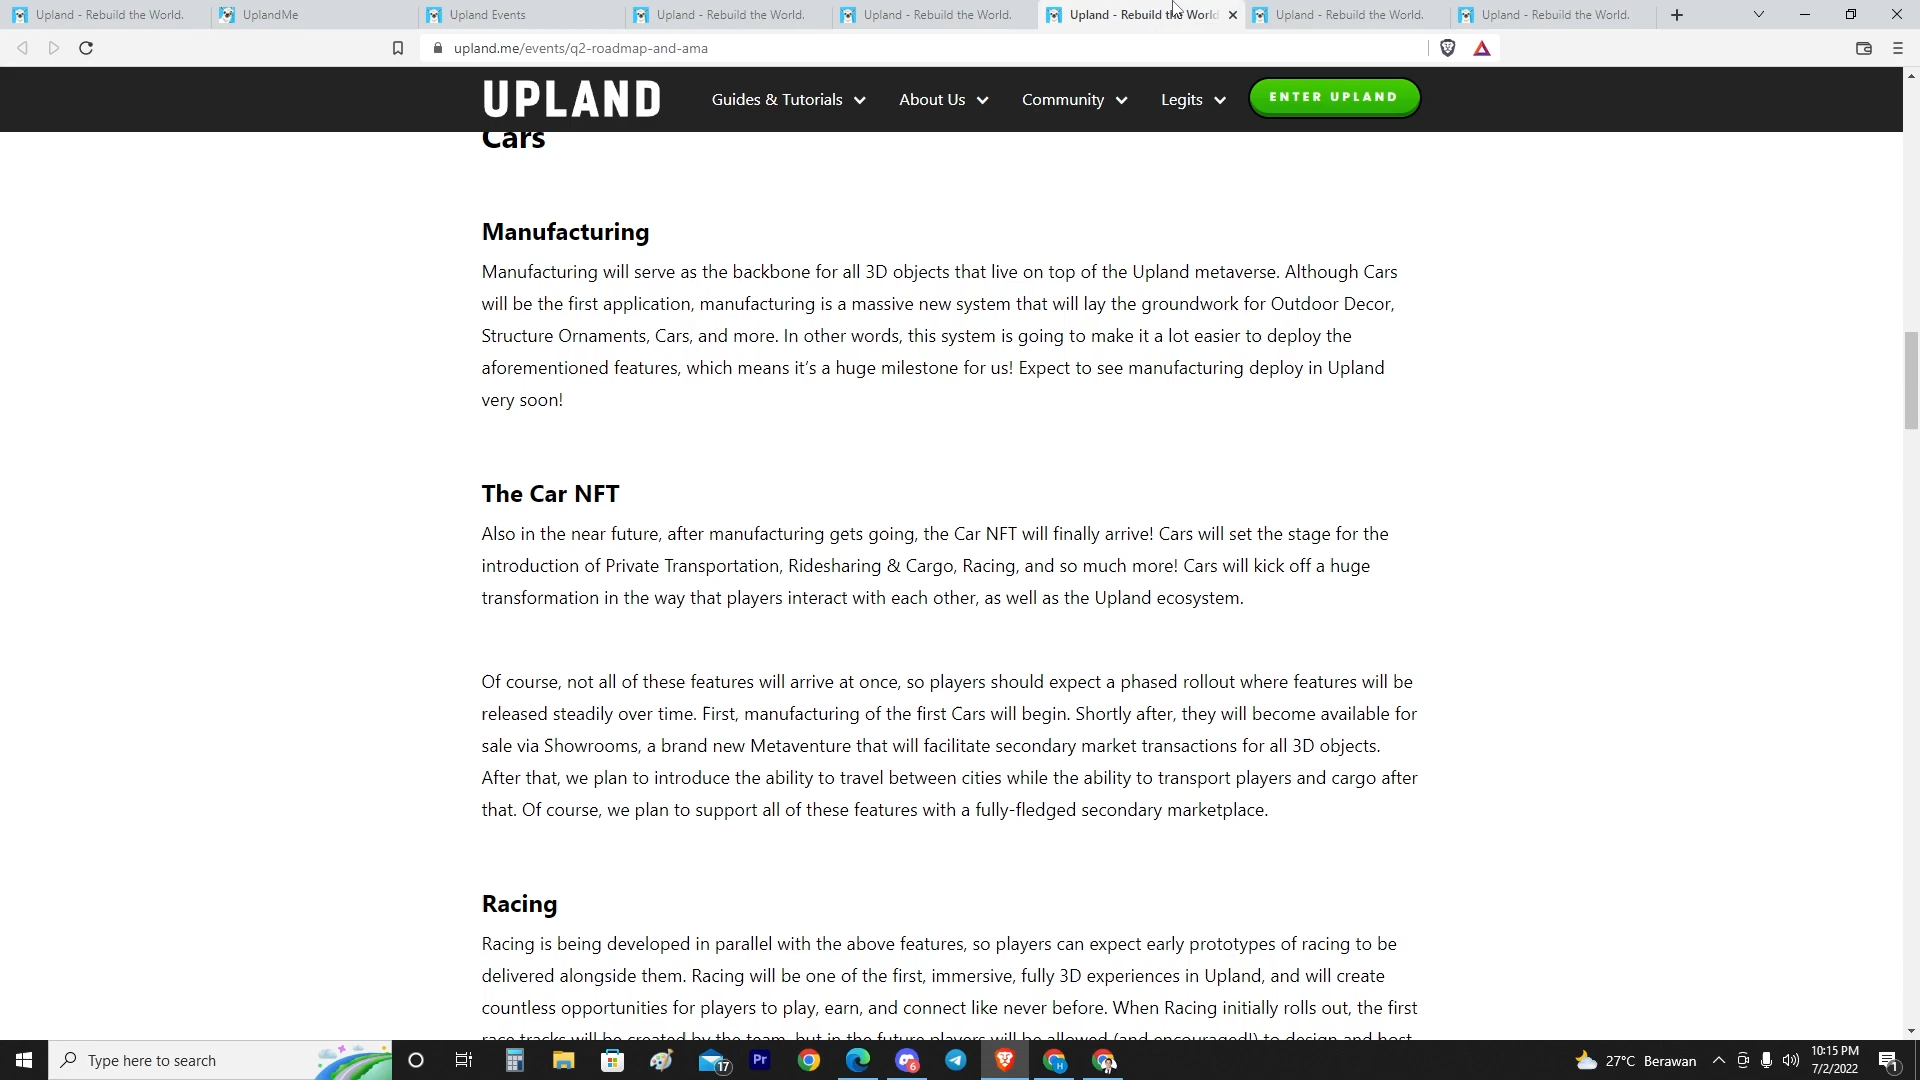 Upland - Rebuild the World.
UplandMe
Upland Events
Upland - Rebuild the World.
Upland - Rebuild the World.
Upland - Rebuild the World
Upland - Rebuild the World.
Upland - Rebuild the World.
upland.me/events/q2-roadmap-and-ama
UPLAND
Guides & Tutorials
About Us
Community
Legits
ENTER UPLAND
Cars
Manufacturing
Manufacturing will serve as the backbone for all 3D objects that live on top of the Upland metaverse. Although Cars
will be the first application, manufacturing is a massive new system that will lay the groundwork for Outdoor Decor,
Structure Ornaments, Cars, and more. In other words, this system is going to make it a lot easier to deploy the
aforementioned features, which means it's a huge milestone for us! Expect to see manufacturing deploy in Upland
very soon!
The Car NFT
Also in the near future, after manufacturing gets going, the Car NFT will finally arrive! Cars will set the stage for the
introduction of Private Transportation, Ridesharing & Cargo, Racing, and so much more! Cars will kick off a huge
transformation in the way that players interact with each other, as well as the Upland ecosystem.
Of course, not all of these features will arrive at once, so players should expect a phased rollout where features will be
released steadily over time. First, manufacturing of the first Cars will begin. Shortly after, they will become available for
sale via Showrooms, a brand new Metaventure that will facilitate secondary market transactions for all 3D objects.
After that, we plan to introduce the ability to travel between cities while the ability to transport players and cargo after
that. Of course, we plan to support all of these features with a fully-fledged secondary marketplace.
Racing
Racing is being developed in parallel with the above features, so players can expect early prototypes of racing to be
delivered alongside them. Racing will be one of the first, immersive, fully 3D experiences in Upland, and will create
countless opportunities for players to play, earn, and connect like never before. When Racing initially rolls out, the first
race tracks will be created by the team, but in the future players will be allowed (and encouraged!) to design and host
Type here to search
17
Pr
6
H
27°C Berawan
10:15 PM
7/2/2022
1